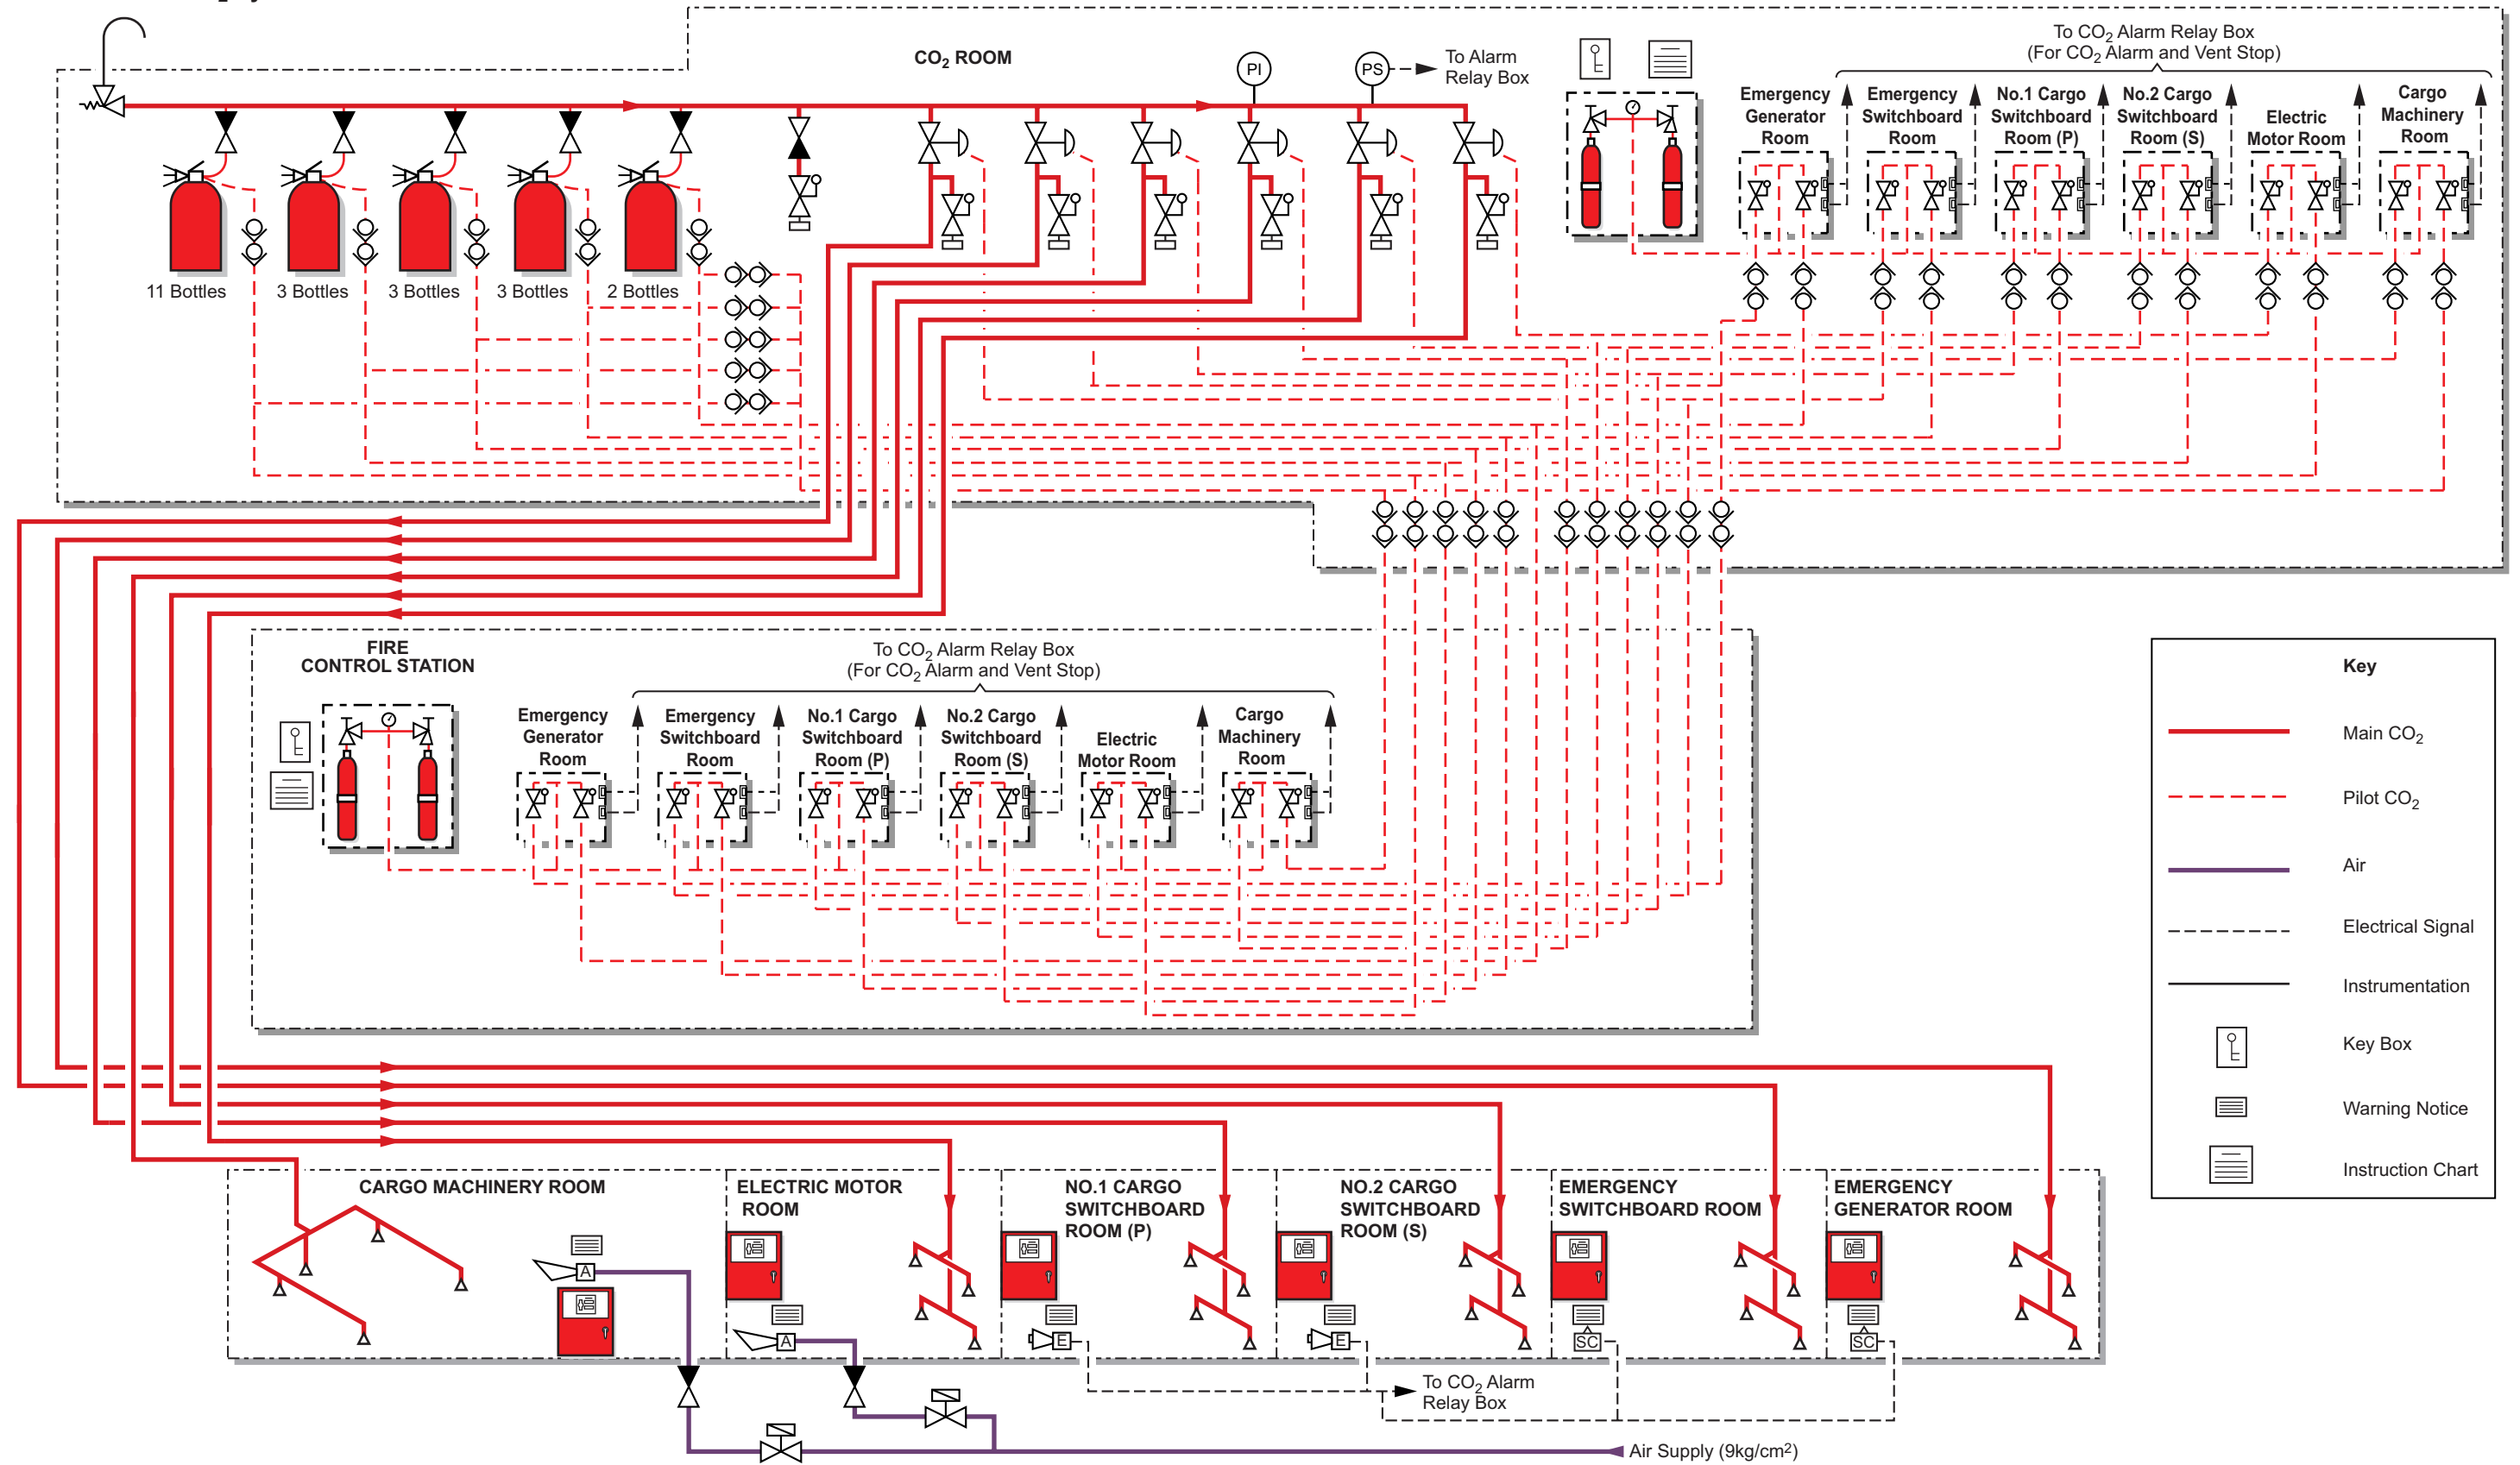 CO2 ROOM
PI
PS
To Alarm
Relay Box
To CO2 Alarm Relay Box
(For CO2 Alarm and Vent Stop)
Emergency
Generator
Room
Emergency
Switchboard
Room
No.1 Cargo
Switchboard
Room (P)
No.2 Cargo
Switchboard
Room (S)
Electric
Motor Room
Cargo
Machinery
Room
11 Bottles
3 Bottles
3 Bottles
3 Bottles
2 Bottles
FIRE
CONTROL STATION
To CO2 Alarm Relay Box
(For CO2 Alarm and Vent Stop)
Emergency
Generator
Room
Emergency
Switchboard
Room
No.1 Cargo
Switchboard
Room (P)
No.2 Cargo
Switchboard
Room (S)
Electric
Motor Room
Cargo
Machinery
Room
Key
Main CO2
Pilot CO2
Air
Electrical Signal
Instrumentation
Key Box
Warning Notice
Instruction Chart
CARGO MACHINERY ROOM
ELECTRIC MOTOR
ROOM
NO.1 CARGO
SWITCHBOARD
ROOM (P)
NO.2 CARGO
SWITCHBOARD
ROOM (S)
EMERGENCY
SWITCHBOARD ROOM
EMERGENCY
GENERATOR ROOM
A
A
E
E
SC
SC
To CO2 Alarm
Relay Box
Air Supply (9kg/cm2)